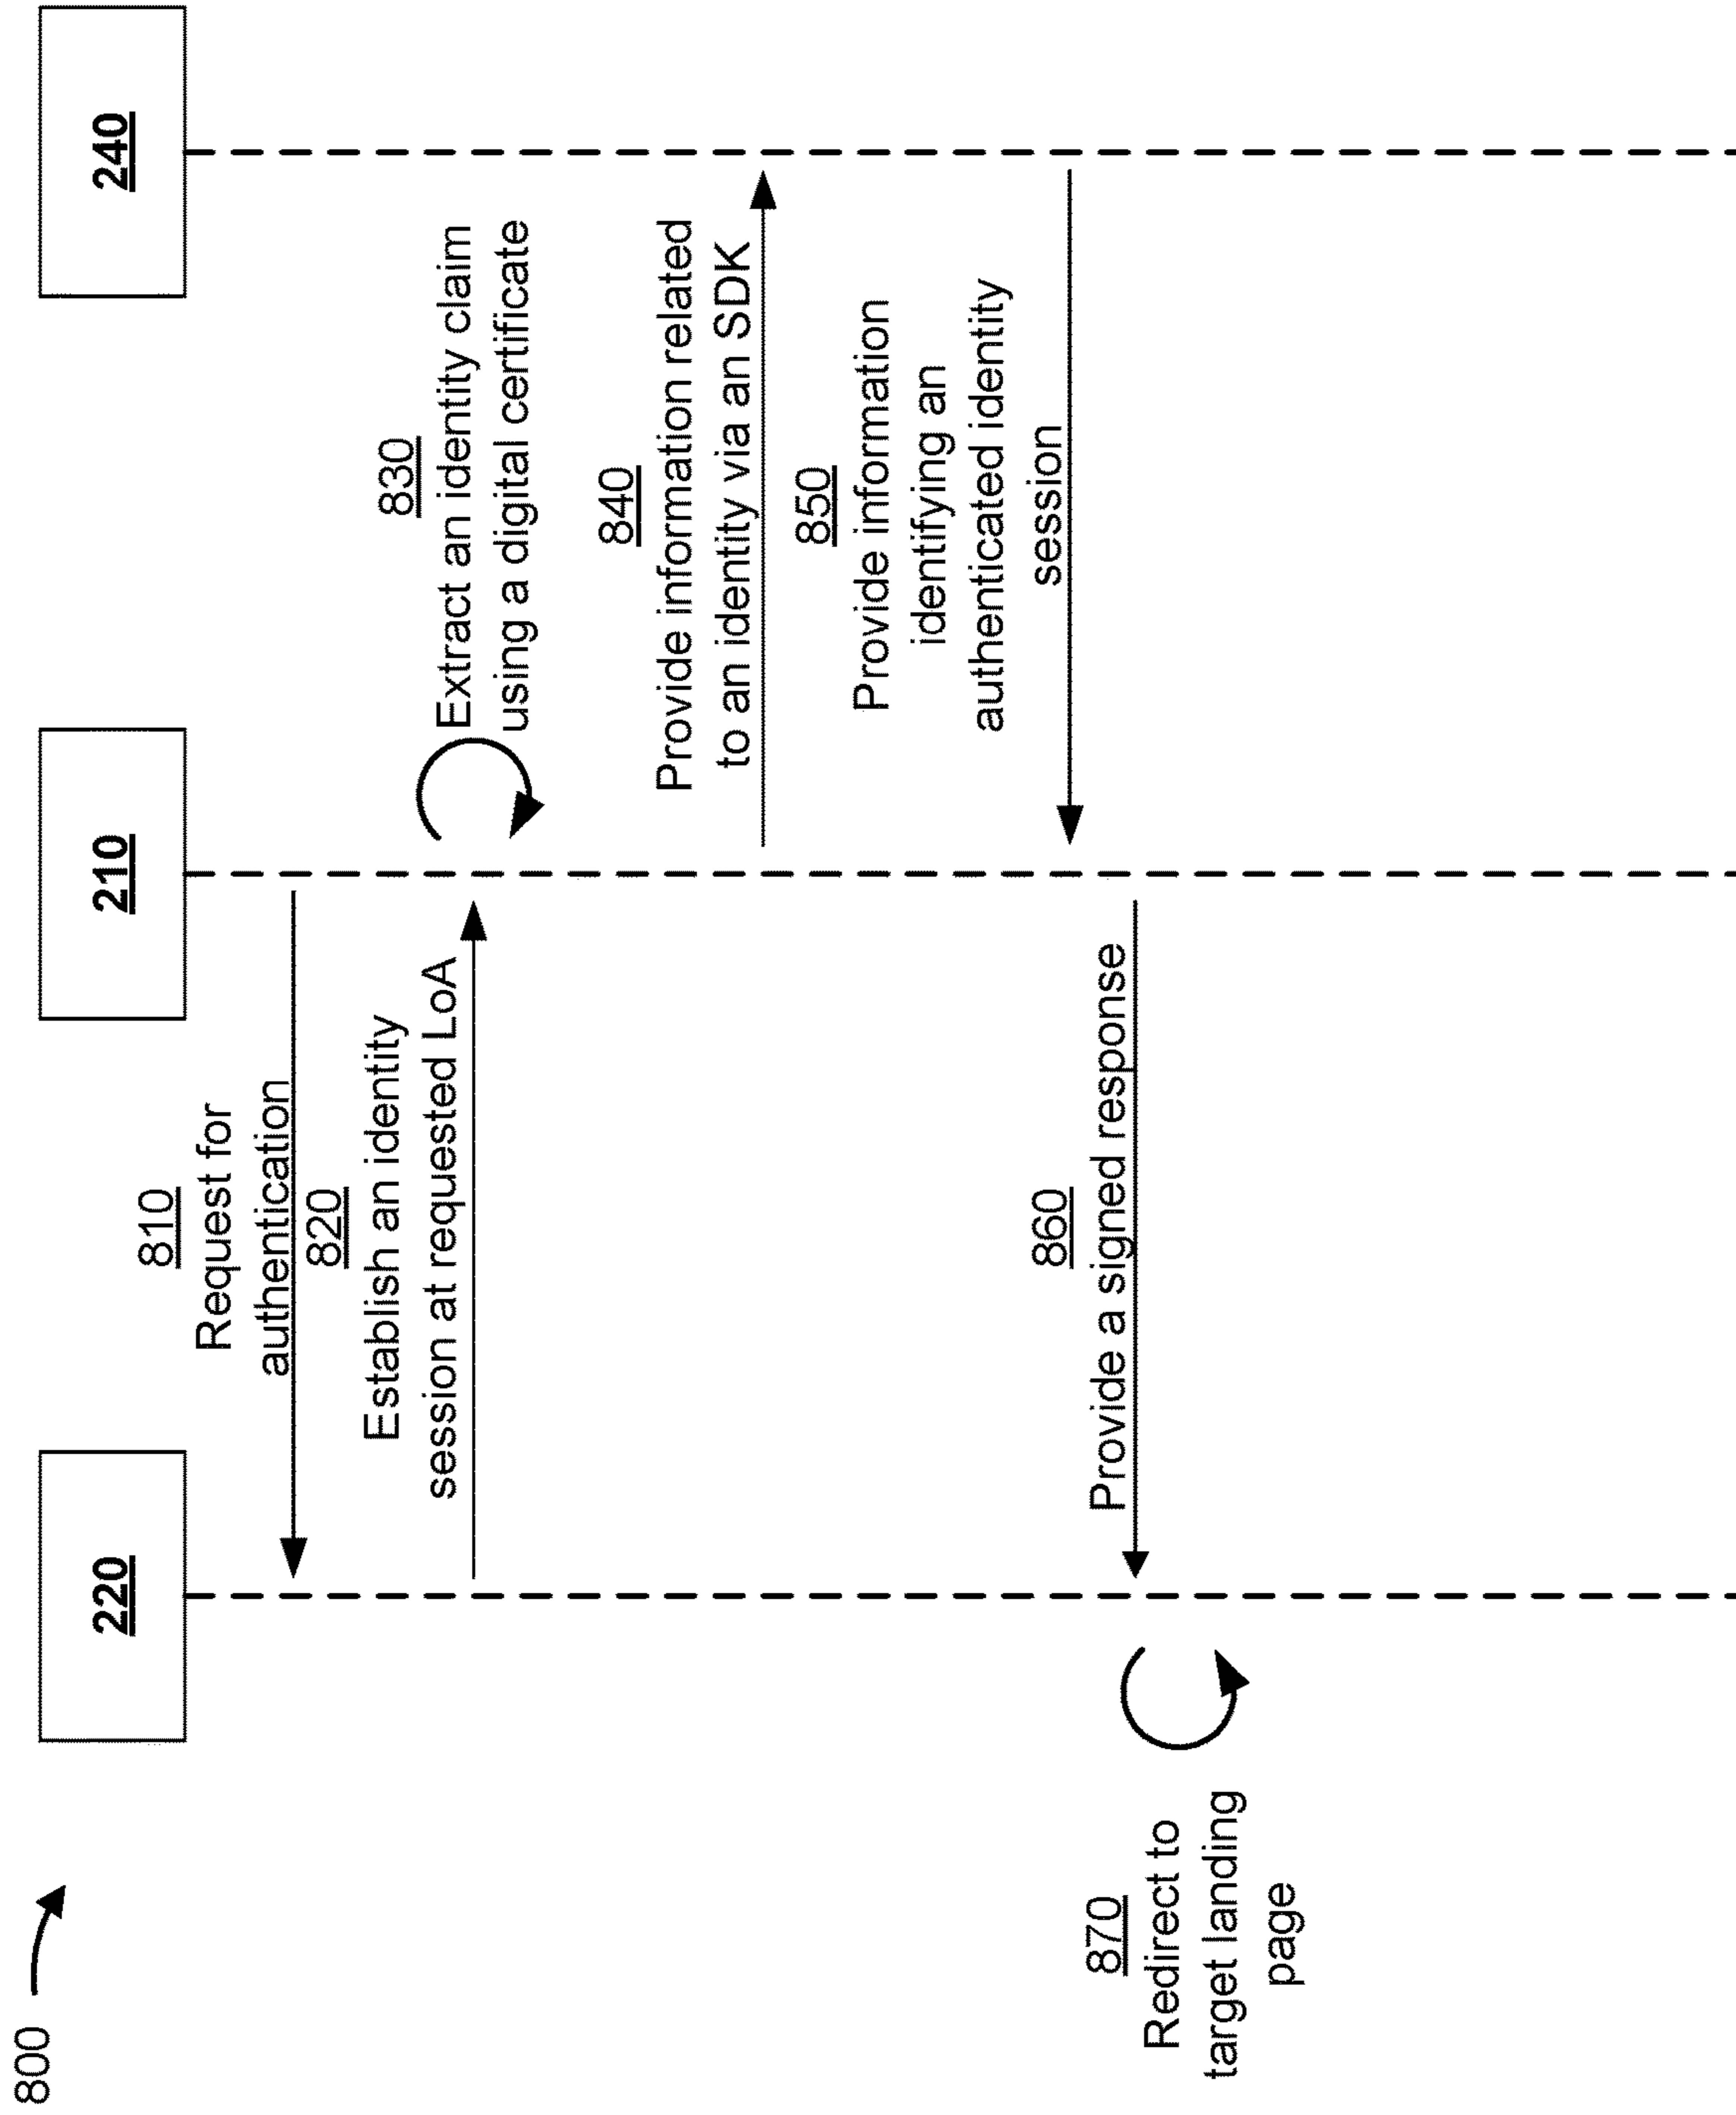 800
220
210
240
810
Request for
authentication
820
Establish an identity
session at requested LoA
830
Extract an identity claim
using a digital certificate
840
Provide information related
to an identity via an SDK
850
Provide information
identifying an
authenticated identity
session
860
Provide a signed response
870
Redirect to
target landing
page